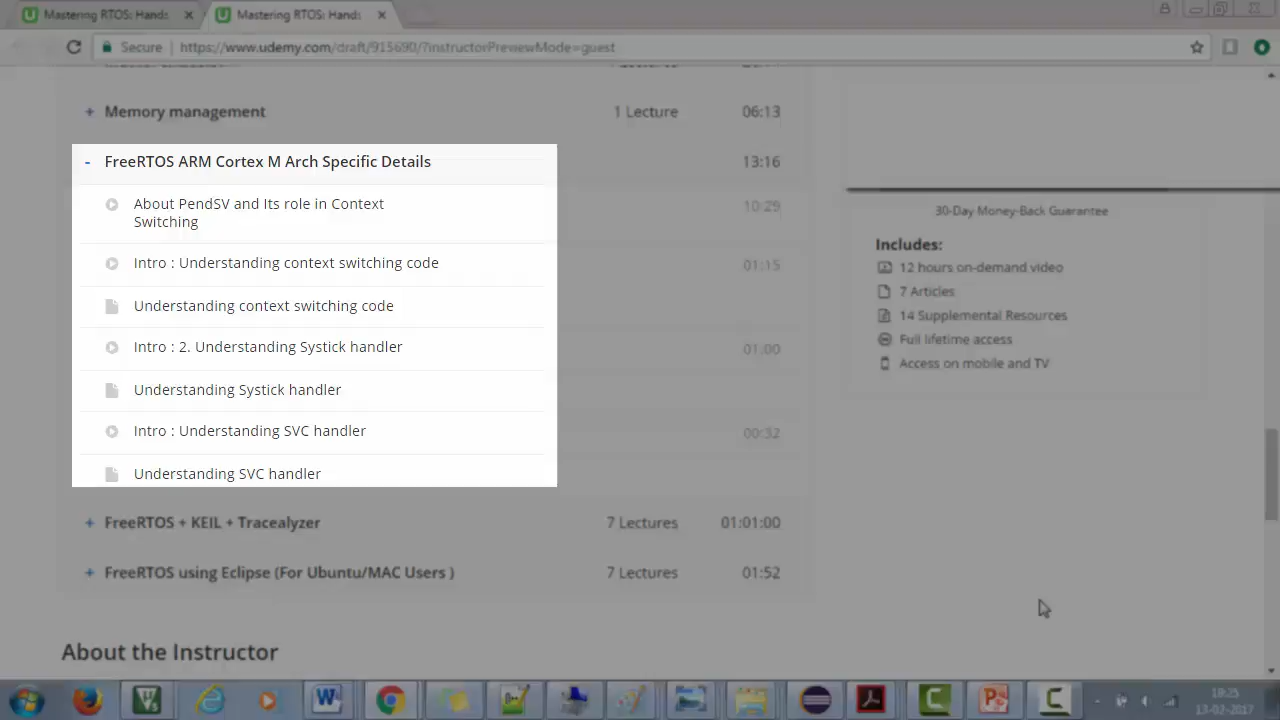 Mastering RTOS: Hands
Mastering RTOS: Hands
Secure
https://www.udemy.com/draft/915690/?instructorPreviewMode=guest
+ Memory management 1 Lecture 06:13
- FreeRTOS ARM Cortex M Arch Specific Details 13:16
About PendSV and Its role in Context 10:29
Switching
Intro : Understanding context switching code 01:15
Understanding context switching code
Intro : 2. Understanding Systick handler 01:00
Understanding Systick handler
Intro : Understanding SVC handler 00:32
Understanding SVC handler
+ FreeRTOS + KEIL + Tracealyzer 7 Lectures 01:01:00
+ FreeRTOS using Eclipse (For Ubuntu/MAC Users ) 7 Lectures 01:52
About the Instructor
30-Day Money-Back Guarantee
Includes:
12 hours on-demand video
7 Articles
14 Supplemental Resources
Full lifetime access
Access on mobile and TV
18:25
13-02-2017